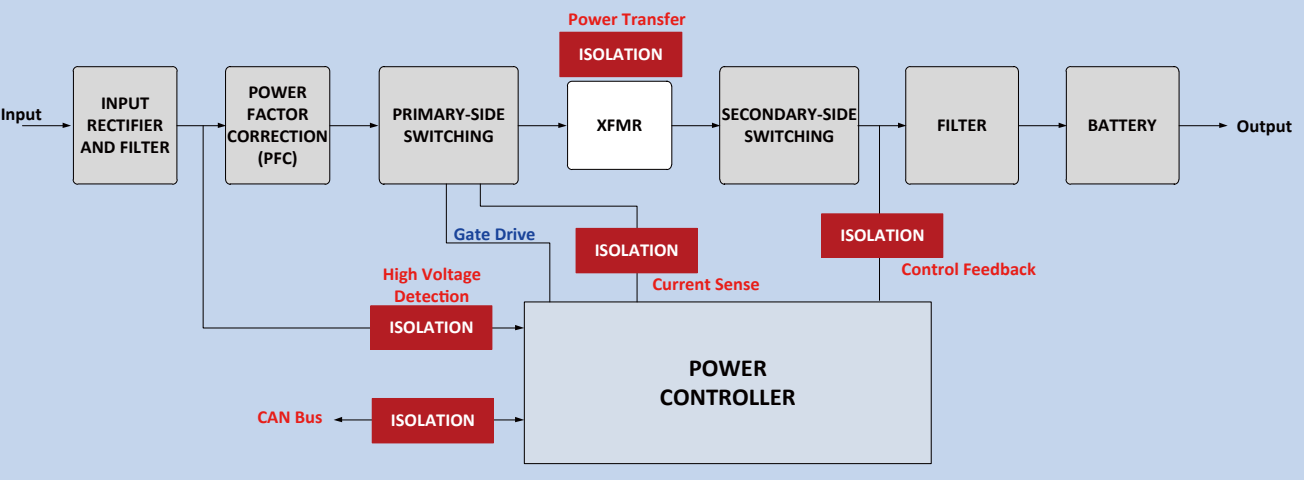 Power Transfer
ISOLATION
Input
INPUT
RECTIFIER
AND FILTER
POWER
FACTOR
CORRECTION
(PFC)
PRIMARY-SIDE
SWITCHING
XFMR
SECONDARY-SIDE
SWITCHING
FILTER
BATTERY
Output
Gate Drive
ISOLATION
Current Sense
ISOLATION
Control Feedback
High Voltage
Detection
ISOLATION
CAN Bus
ISOLATION
POWER
CONTROLLER